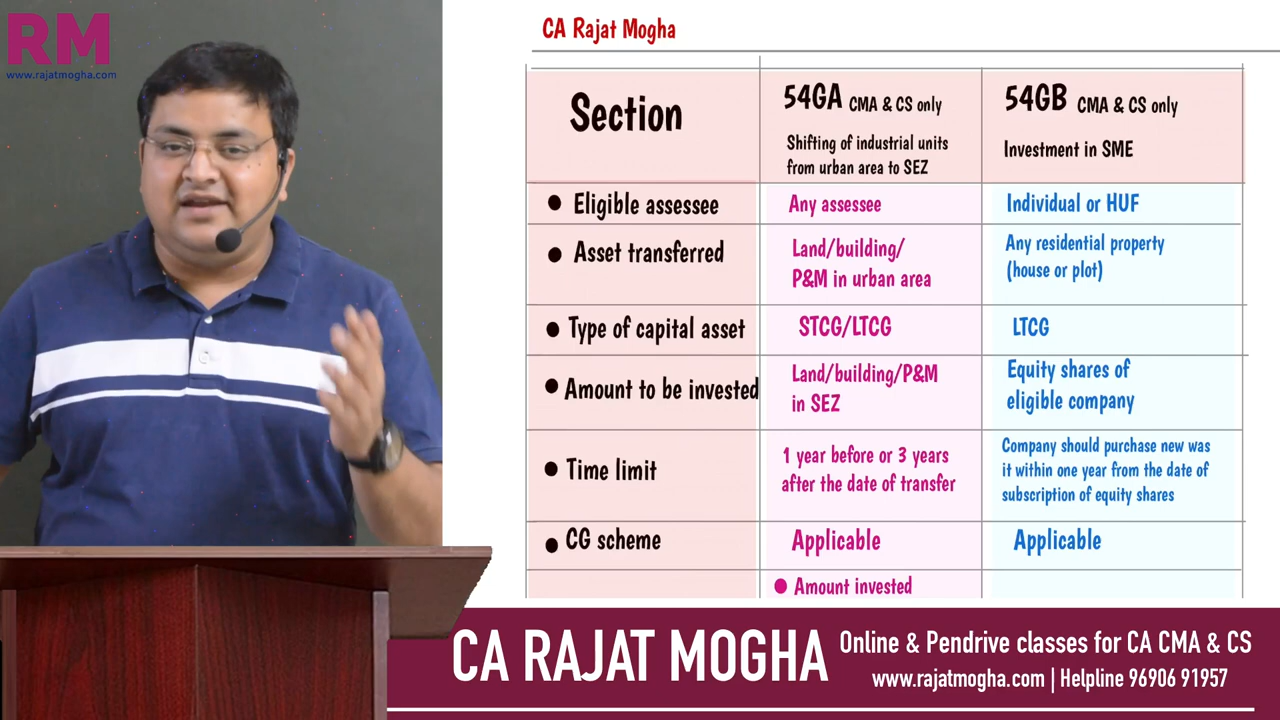 RM
www.rajatmogha.com
CA Rajat Mogha
Section
54GA CMA & CS only
Shifting of industrial units
from urban area to SEZ
54GB CMA & CS only
Investment in SME
Eligible assessee
Any assessee
Individual or HUF
Asset transferred
Land/building/
P&M in urban area
Any residential property
(house or plot)
Type of capital asset
STCG/LTCG
LTCG
Amount to be invested
Land/building/P&M
in SEZ
Equity shares of
eligible company
Time limit
1 year before or 3 years
after the date of transfer
Company should purchase new was
it within one year from the date of
subscription of equity shares
CG scheme
Applicable
Applicable
Amount invested
CA RAJAT MOGHA
Online & Pendrive classes for CA CMA & CS
www.rajatmogha.com | Helpline 96906 91957